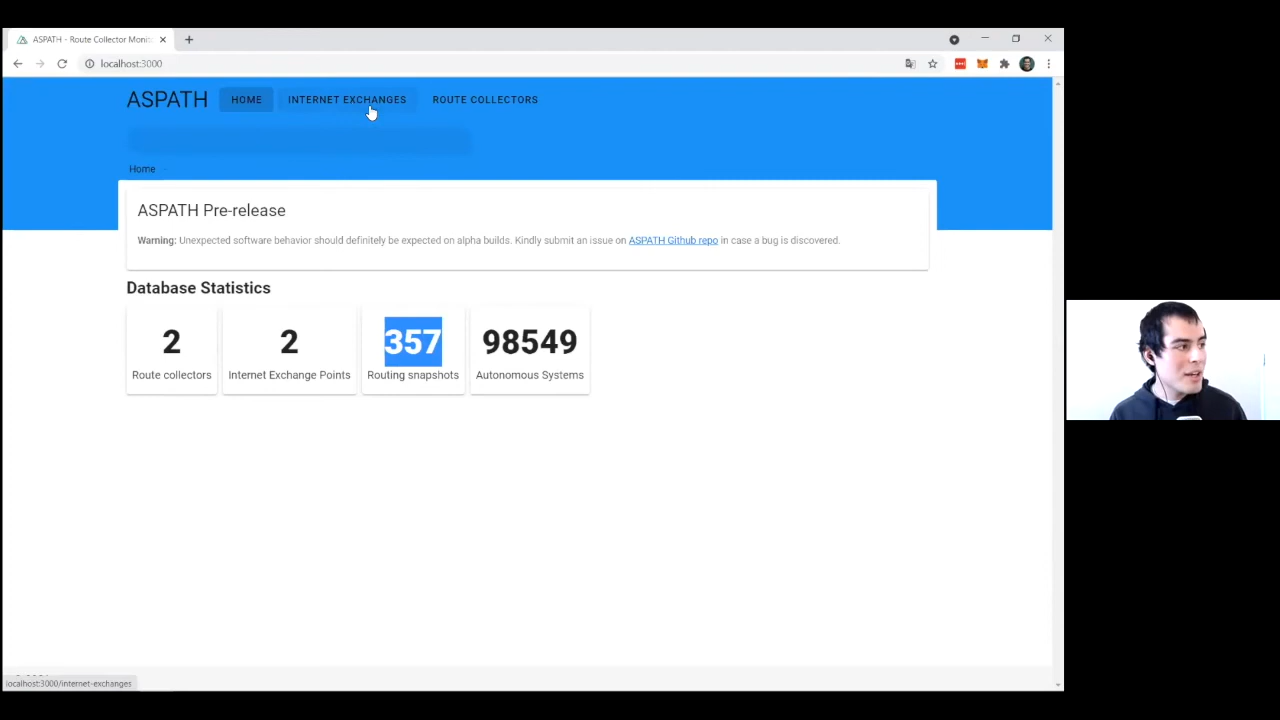 ASPATH - Route Collector Monit
localhost:3000
ASPATH HOME INTERNET EXCHANGES ROUTE COLLECTORS
Home
ASPATH Pre-release
Warning: Unexpected software behavior should definitely be expected on alpha builds. Kindly submit an issue on ASPATH Github repo in case a bug is discovered.
Database Statistics
2 2 357 98549
Route collectors Internet Exchange Points Routing snapshots Autonomous Systems
localhost:3000/internet-exchanges